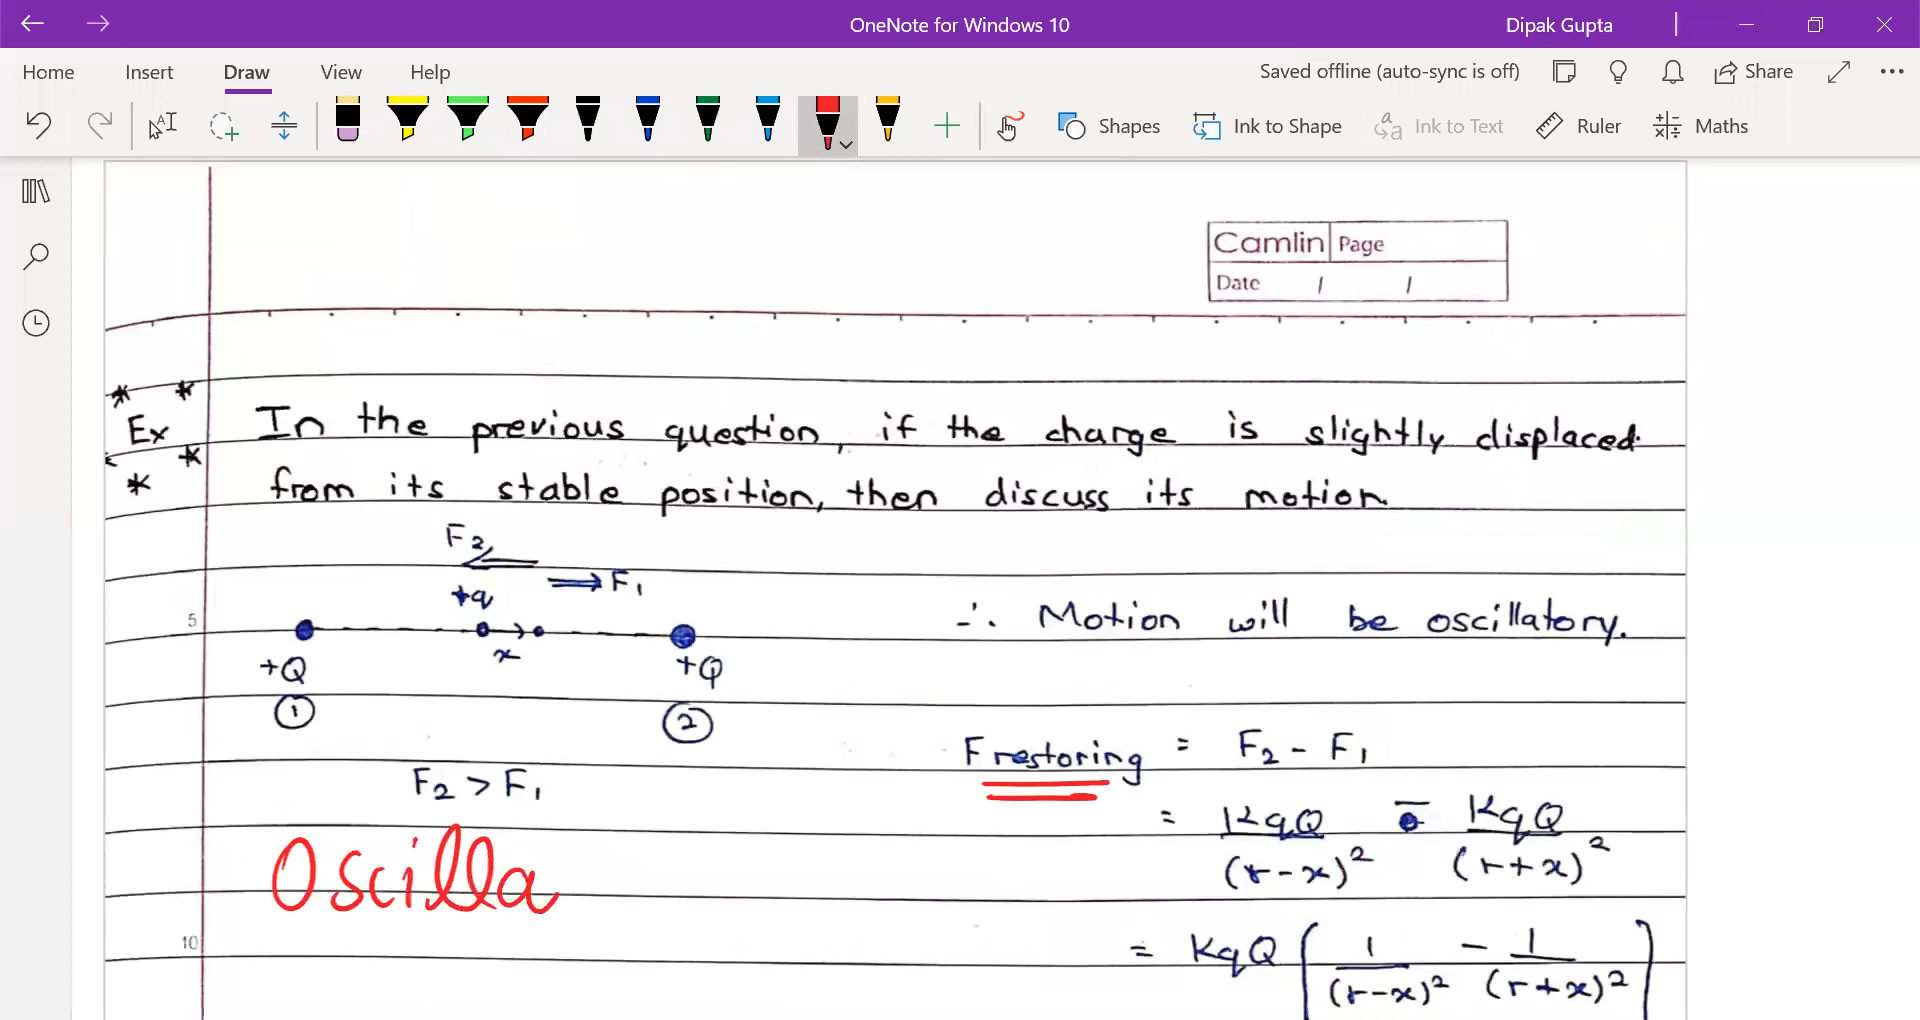 OneNote for Windows 10
Dipak Gupta
Home Insert Draw View Help
Saved offline (auto-sync is off)
Share
Shapes
Ink to Shape
Ink to Text
Ruler
Maths
Camlin Page
Date / /
Ex In the previous question, if the charge is slightly displaced
from its stable position, then discuss its motion.
F2
F1
+q
5
x
∴ Motion will be oscillatory.
+Q +Q
1 2
F restoring = F2 - F1
F2 > F1
= KqQ/(r-x)² - KqQ/(r+x)²
Oscilla
10
= KqQ [ 1/(r-x)² - 1/(r+x)² ]